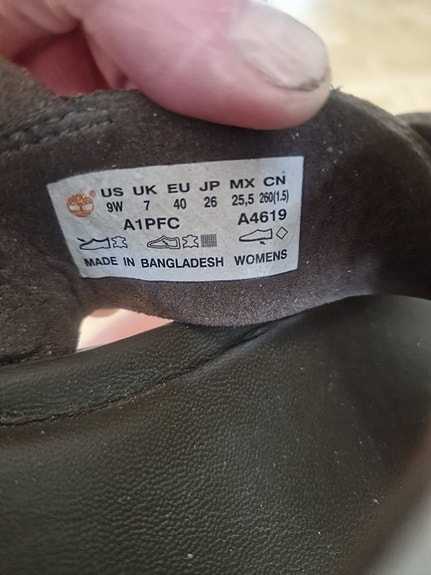 US UK EU JP MX CN
9W 7 40 26 25,5 260(1.5)
A1PFC A4619
MADE IN BANGLADESH WOMENS